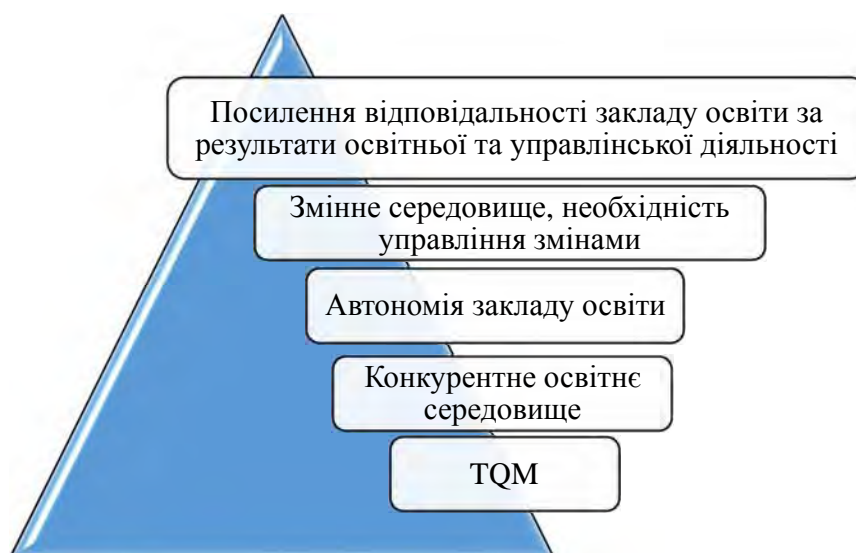 Посилення відповідальності закладу освіти за
результати освітньої та управлінської діяльності
Змінне середовище, необхідність
управління змінами
Автономія закладу освіти
Конкурентне освітнє
середовище
TQM